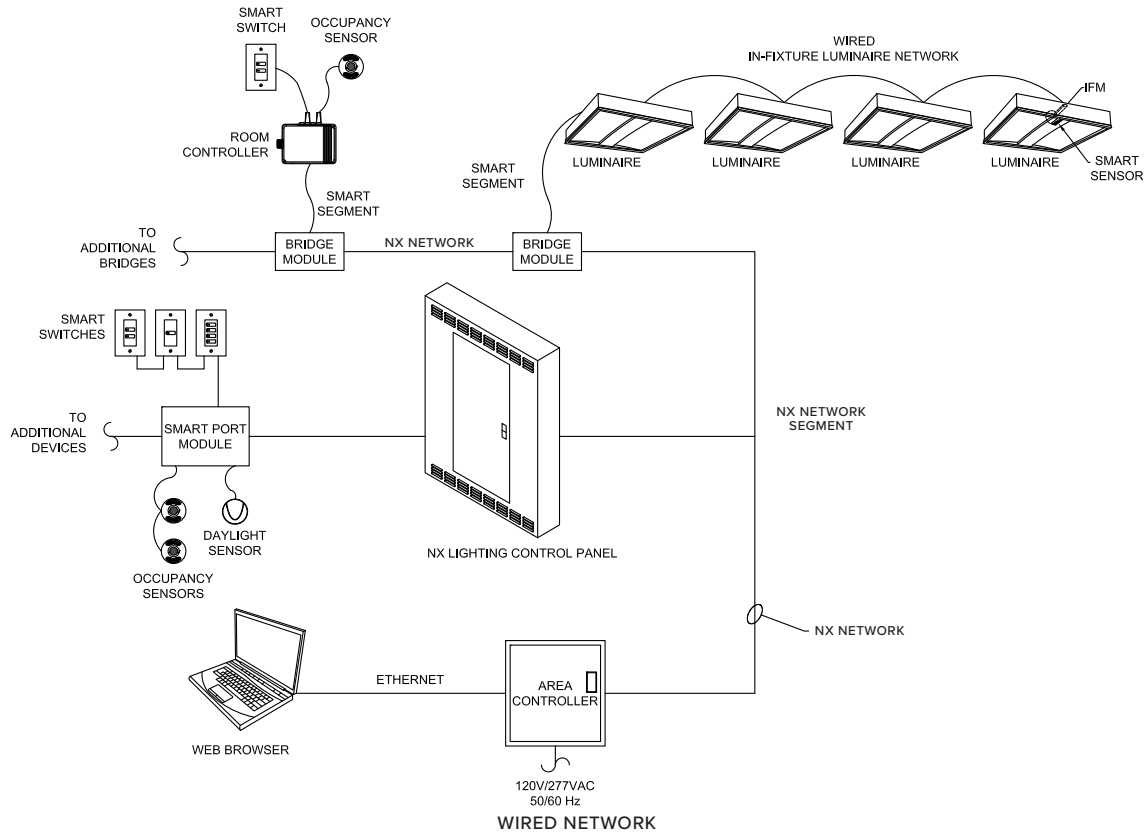 SMART
SWITCH
OCCUPANCY
SENSOR
WIRED
IN-FIXTURE LUMINAIRE NETWORK
IFM
ROOM
CONTROLLER
SMART
SEGMENT
LUMINAIRE
LUMINAIRE
LUMINAIRE
LUMINAIRE
SMART
SENSOR
SMART
SEGMENT
TO
ADDITIONAL
BRIDGES
BRIDGE
MODULE
NX NETWORK
BRIDGE
MODULE
SMART
SWITCHES
TO
ADDITIONAL
DEVICES
SMART PORT
MODULE
NX NETWORK
SEGMENT
DAYLIGHT
SENSOR
OCCUPANCY
SENSORS
NX LIGHTING CONTROL PANEL
NX NETWORK
ETHERNET
AREA
CONTROLLER
WEB BROWSER
120V/277VAC
50/60 Hz
WIRED NETWORK